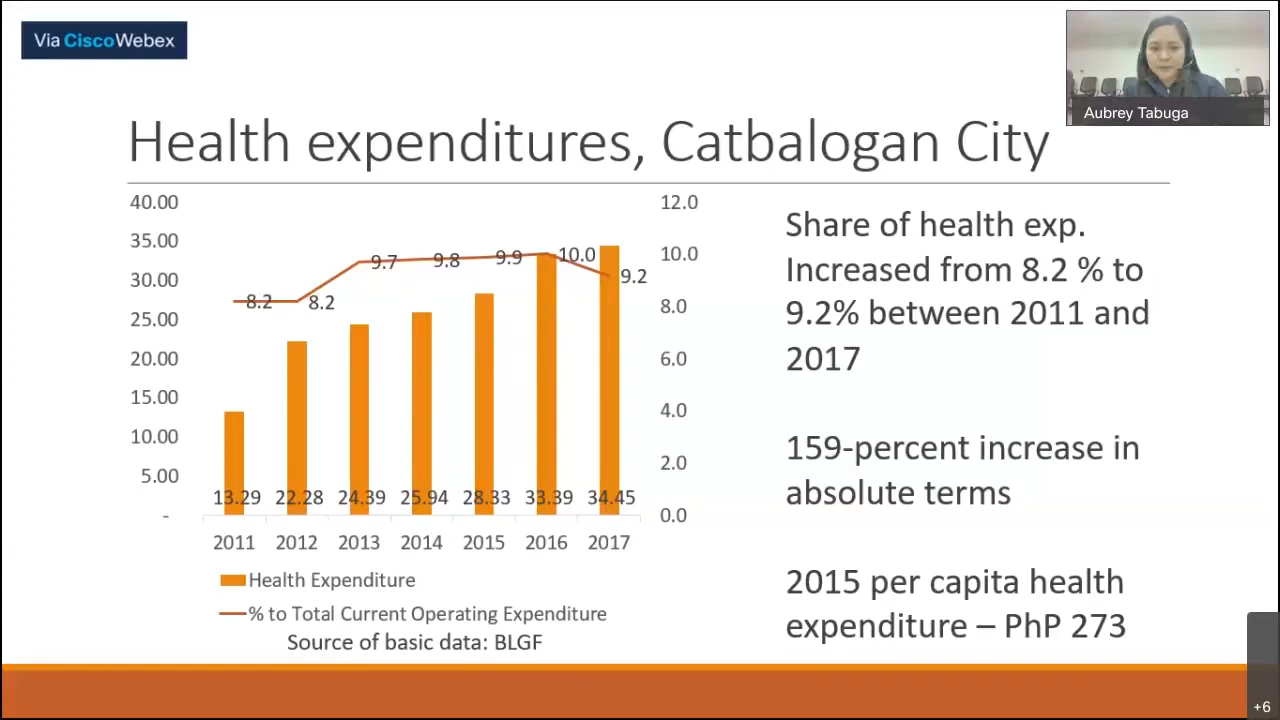 Via CiscoWebex
Aubrey Tabuga
Health expenditures, Catbalogan City
40.00
35.00
30.00
25.00
20.00
15.00
10.00
5.00
-
12.0
10.0
8.0
6.0
4.0
2.0
0.0
8.2
8.2
9.7
9.8
9.9
10.0
9.2
13.29 22.28 24.39 25.94 28.33 33.39 34.45
2011 2012 2013 2014 2015 2016 2017
Health Expenditure
% to Total Current Operating Expenditure
Source of basic data: BLGF
Share of health exp.
Increased from 8.2 % to
9.2% between 2011 and
2017
159-percent increase in
absolute terms
2015 per capita health
expenditure – PhP 273
+6